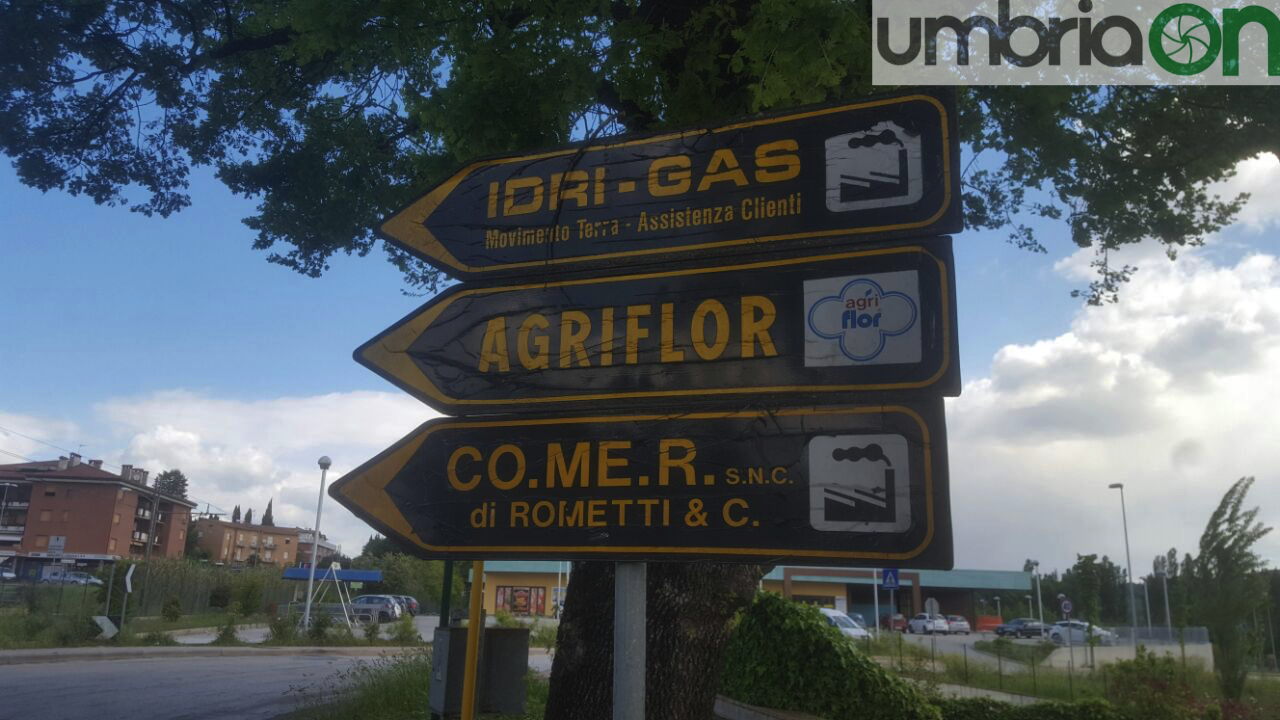 umbriaOn
IDRI-GAS
Movimento Terra - Assistenza Clienti
AGRIFLOR
agri
flor
CO.ME.R. S.N.C.
di ROMETTI & C.